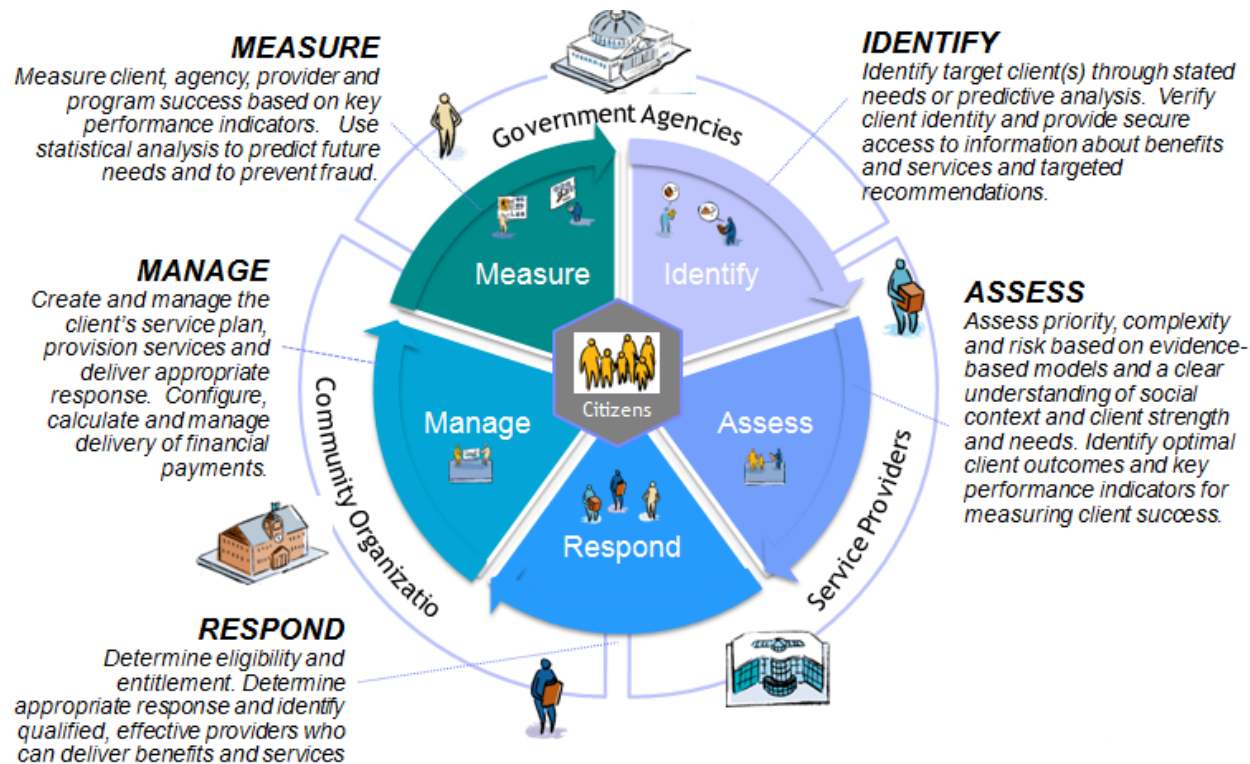 MEASURE
Measure client, agency, provider and
program success based on key
performance indicators. Use
statistical analysis to predict future
needs and to prevent fraud.
IDENTIFY
Identify target client(s) through stated
needs or predictive analysis. Verify
client identity and provide secure
access to information about benefits
and services and targeted
recommendations.
Government Agencies
Measure
Identify
MANAGE
Create and manage the
client's service plan,
provision services and
deliver appropriate
response. Configure,
calculate and manage
delivery of financial
payments.
ASSESS
Assess priority, complexity
and risk based on evidence-
based models and a clear
understanding of social
context and client strength
and needs. Identify optimal
client outcomes and key
performance indicators for
measuring client success.
Citizens
Manage
Assess
Respond
Community Organizatio
Service Providers
RESPOND
Determine eligibility and
entitlement. Determine
appropriate response and identify
qualified, effective providers who
can deliver benefits and services